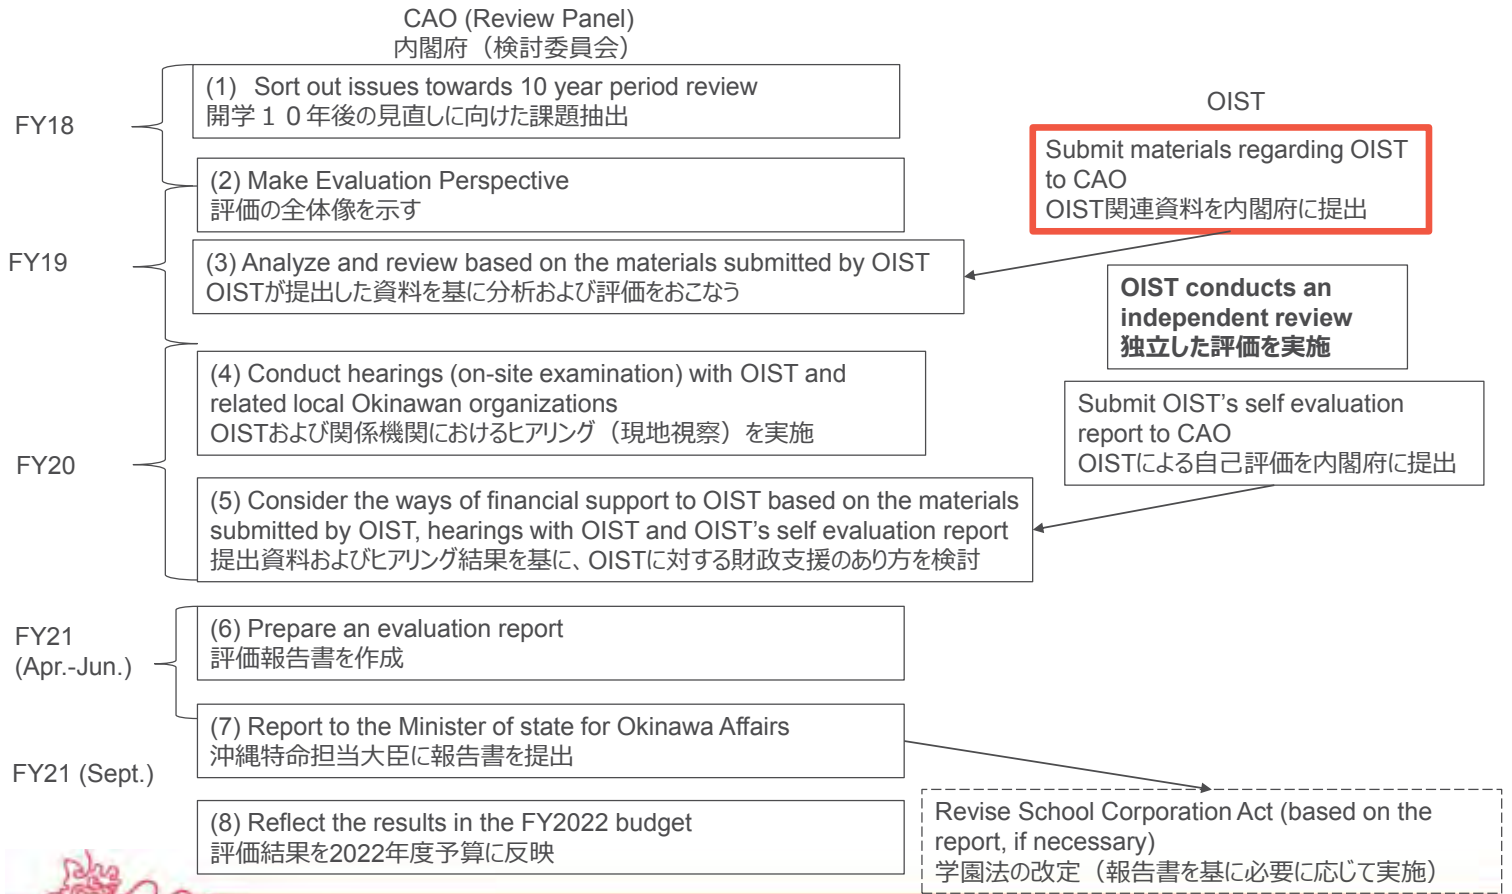 CAO (Review Panel)
内閣府（検討委員会）
FY18
(1) Sort out issues towards 10 year period review
開学１０年後の見直しに向けた課題抽出
OIST
Submit materials regarding OIST
to CAO
OIST関連資料を内閣府に提出
(2) Make Evaluation Perspective
評価の全体像を示す
FY19
(3) Analyze and review based on the materials submitted by OIST
OISTが提出した資料を基に分析および評価をおこなう
OIST conducts an
independent review
独立した評価を実施
(4) Conduct hearings (on-site examination) with OIST and
related local Okinawan organizations
OISTおよび関係機関におけるヒアリング（現地視察）を実施
Submit OIST’s self evaluation
report to CAO
OISTによる自己評価を内閣府に提出
FY20
(5) Consider the ways of financial support to OIST based on the materials
submitted by OIST, hearings with OIST and OIST’s self evaluation report
提出資料およびヒアリング結果を基に、OISTに対する財政支援のあり方を検討
FY21
(Apr.-Jun.)
(6) Prepare an evaluation report
評価報告書を作成
(7) Report to the Minister of state for Okinawa Affairs
沖縄特命担当大臣に報告書を提出
FY21 (Sept.)
(8) Reflect the results in the FY2022 budget
評価結果を2022年度予算に反映
Revise School Corporation Act (based on the
report, if necessary)
学園法の改定（報告書を基に必要に応じて実施）